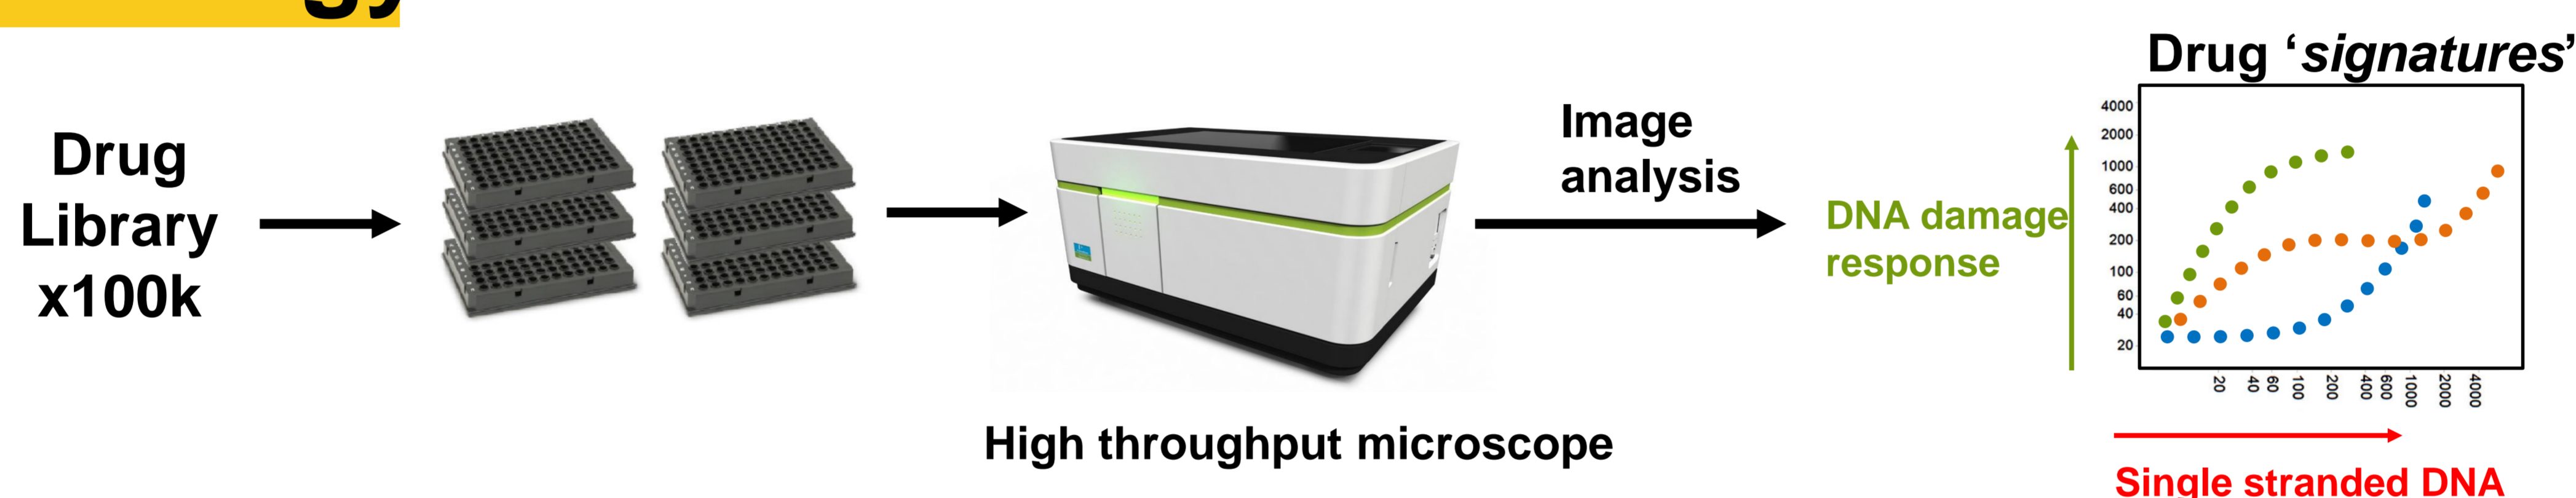 gy
Drug
Library
x100k
High throughput microscope
Image
analysis
DNA damage
response
Drug ‘signatures’
4000
2000
1000
600
400
200
100
60
40
20
20
40
60
100
200
400
600
1000
2000
4000
Single stranded DNA